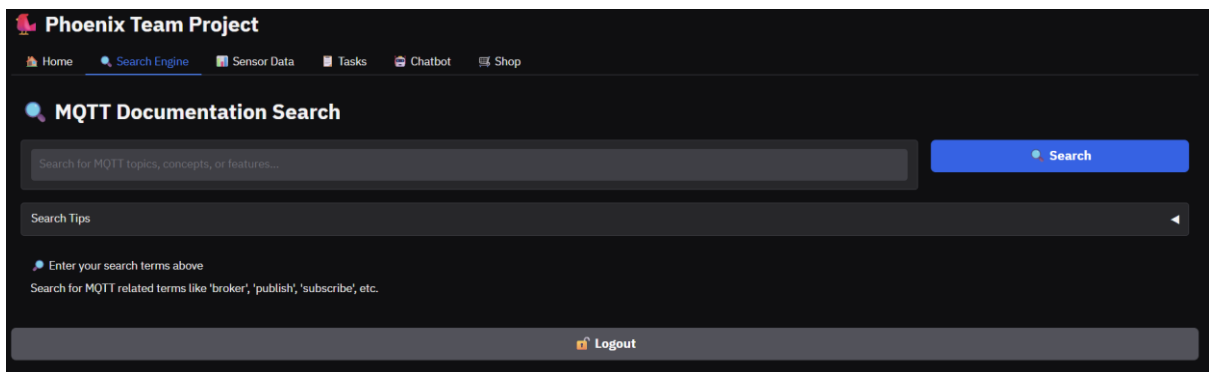 Phoenix Team Project
Home Search Engine Sensor Data Tasks Chatbot Shop
MQTT Documentation Search
Search for MQTT topics, concepts, or features...
Search
Search Tips
Enter your search terms above
Search for MQTT related terms like 'broker', 'publish', 'subscribe', etc.
Logout